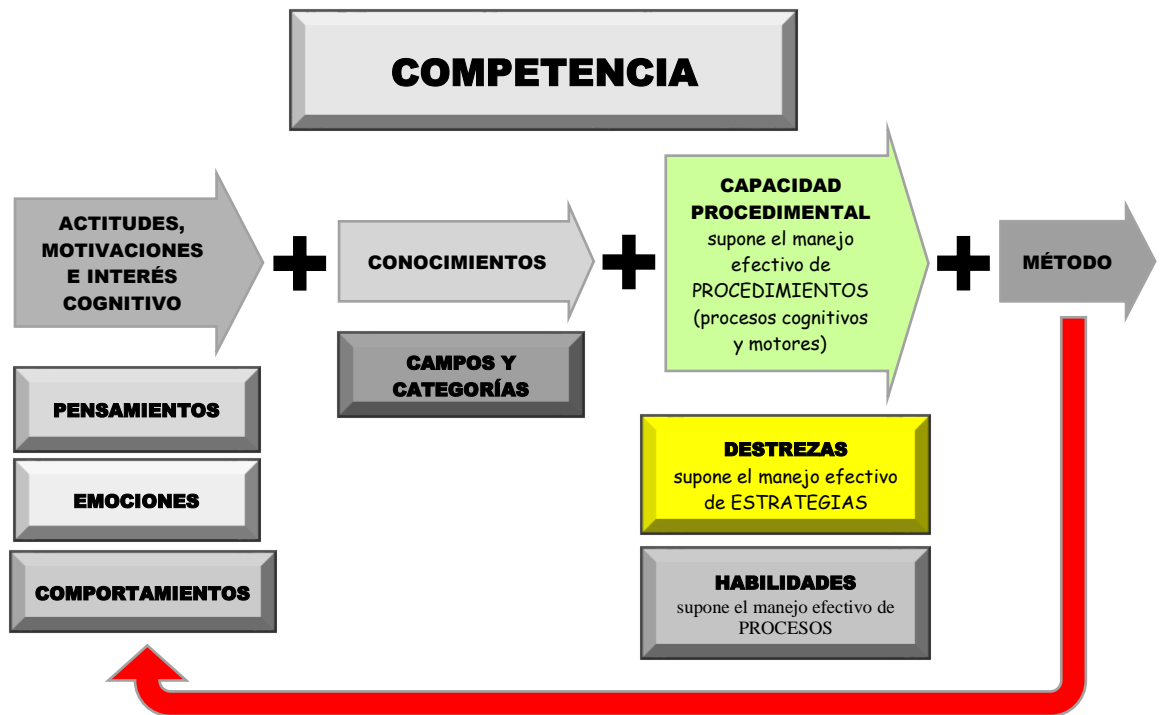 COMPETENCIA
ACTITUDES,
MOTIVACIONES
E INTERÉS
COGNITIVO
CONOCIMIENTOS
CAPACIDAD
PROCEDIMENTAL
supone el manejo
efectivo de
PROCEDIMIENTOS
(procesos cognitivos
y motores)
MÉTODO
PENSAMIENTOS
EMOCIONES
COMPORTAMIENTOS
CAMPOS Y
CATEGORÍAS
DESTREZAS
supone el manejo efectivo
de ESTRATEGIAS
HABILIDADES
supone el manejo efectivo de
PROCESOS